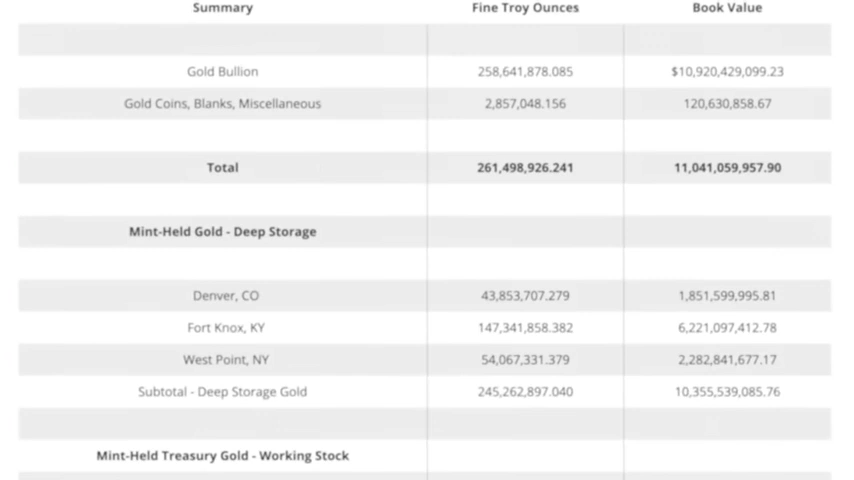 Summary Fine Troy Ounces Book Value
Gold Bullion 258,641,878.085 $10,920,429,099.23
Gold Coins, Blanks, Miscellaneous 2,857,048.156 120,630,858.67
Total 261,498,926.241 11,041,059,957.90
Mint-Held Gold - Deep Storage
Denver, CO 43,853,707.279 1,851,599,995.81
Fort Knox, KY 147,341,858.382 6,221,097,412.78
West Point, NY 54,067,331.379 2,282,841,677.17
Subtotal - Deep Storage Gold 245,262,897.040 10,355,539,085.76
Mint-Held Treasury Gold - Working Stock